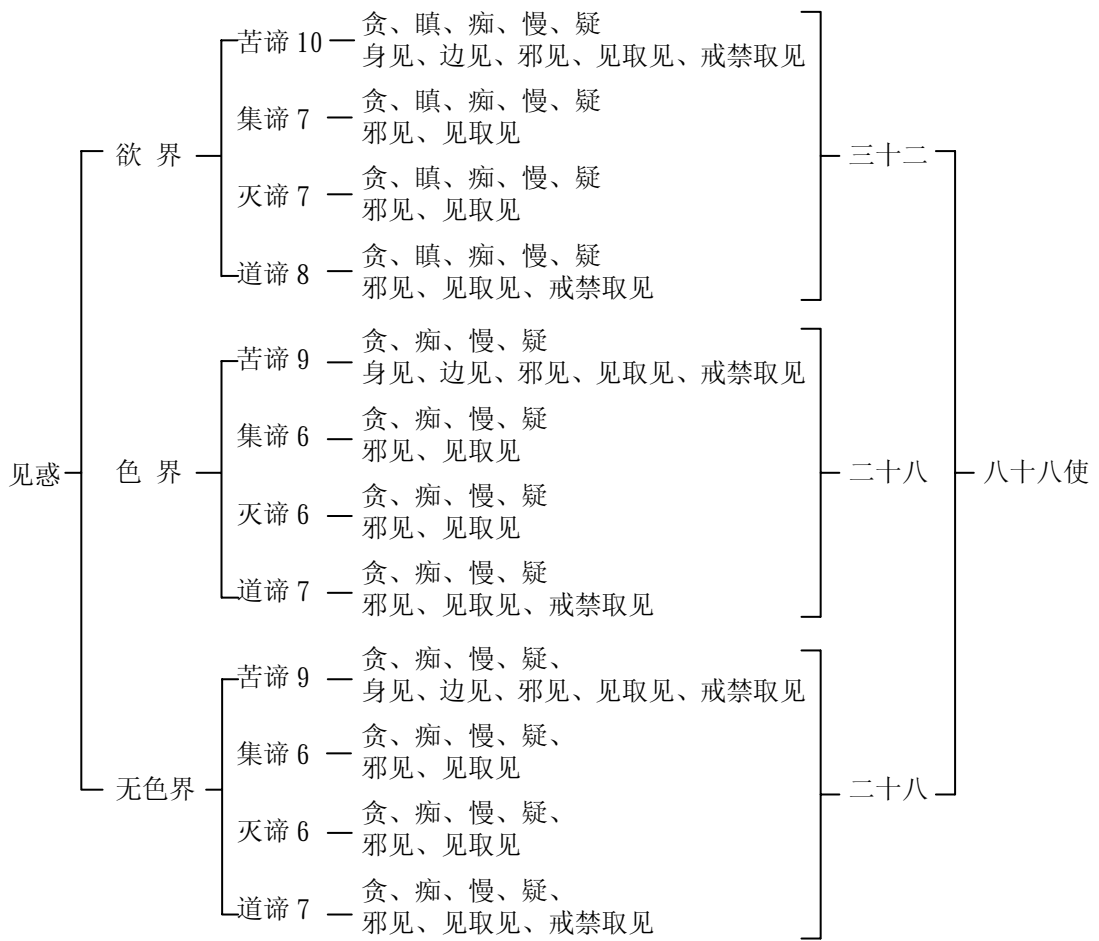 见惑
欲 界
苦谛 10
贪、瞋、痴、慢、疑
身见、边见、邪见、见取见、戒禁取见
集谛 7
贪、瞋、痴、慢、疑
邪见、见取见
灭谛 7
贪、瞋、痴、慢、疑
邪见、见取见
道谛 8
贪、瞋、痴、慢、疑
邪见、见取见、戒禁取见
三十二
色 界
苦谛 9
贪、痴、慢、疑
身见、边见、邪见、见取见、戒禁取见
集谛 6
贪、痴、慢、疑
邪见、见取见
灭谛 6
贪、痴、慢、疑
邪见、见取见
道谛 7
贪、痴、慢、疑
邪见、见取见、戒禁取见
二十八
无色界
苦谛 9
贪、痴、慢、疑、
身见、边见、邪见、见取见、戒禁取见
集谛 6
贪、痴、慢、疑、
邪见、见取见
灭谛 6
贪、痴、慢、疑、
邪见、见取见
道谛 7
贪、痴、慢、疑、
邪见、见取见、戒禁取见
二十八
八十八使